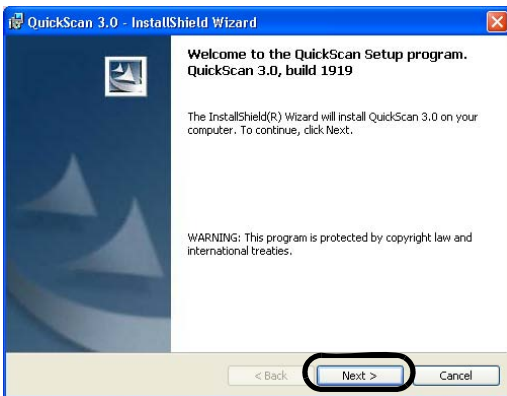 QuickScan 3.0 - InstallShield Wizard
Welcome to the QuickScan Setup program.
QuickScan 3.0, build 1919
The InstallShield(R) Wizard will install QuickScan 3.0 on your
computer. To continue, click Next.
WARNING: This program is protected by copyright law and
international treaties.
< Back Next > Cancel